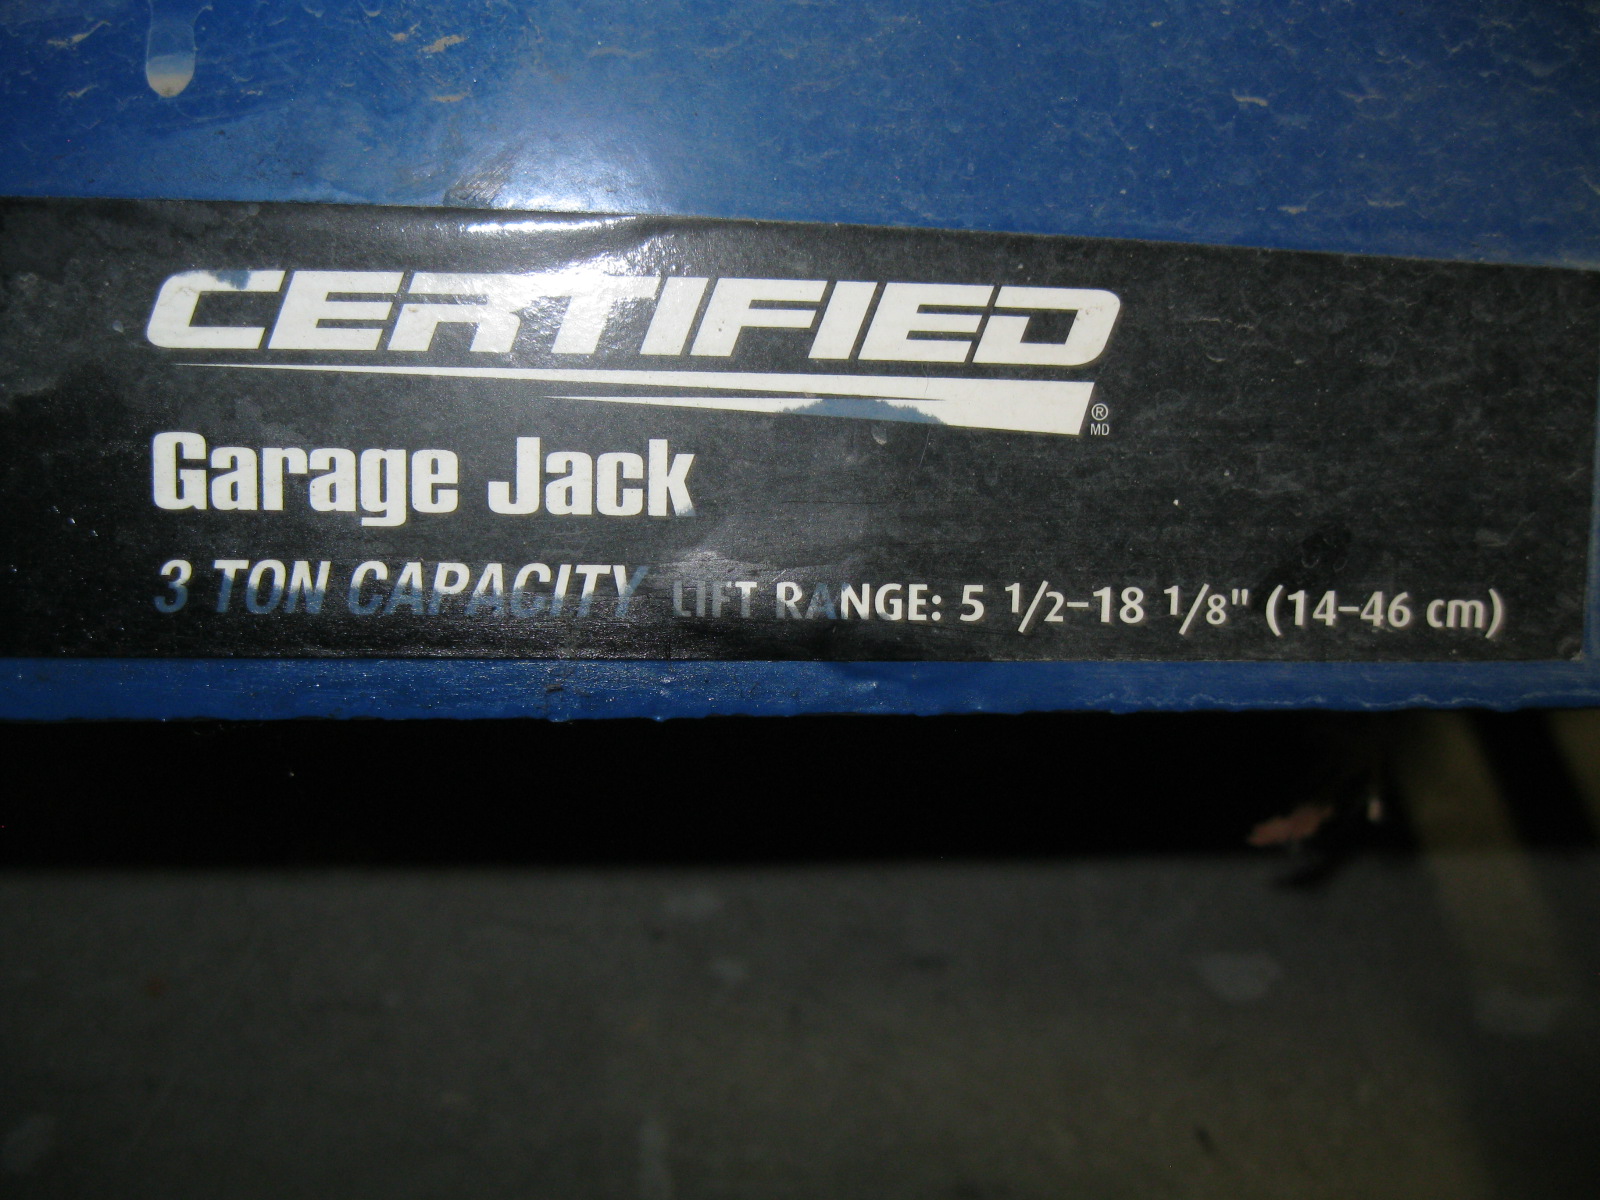 CERTIFIED
® MD
Garage Jack
3 TON CAPACITY LIFT RANGE: 5 1/2–18 1/8" (14–46 cm)